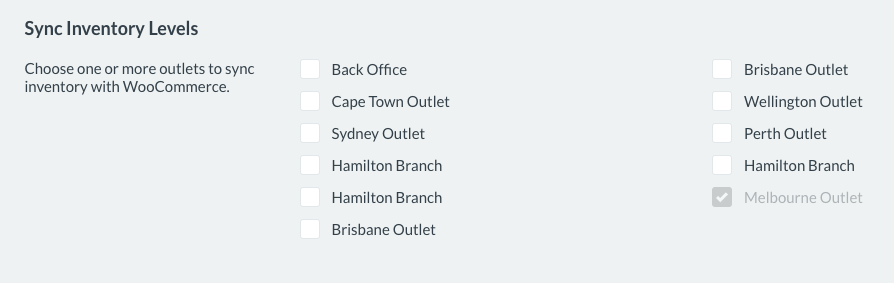 Sync Inventory Levels
Choose one or more outlets to sync
inventory with WooCommerce.
Back Office
Cape Town Outlet
Sydney Outlet
Hamilton Branch
Hamilton Branch
Brisbane Outlet
Brisbane Outlet
Wellington Outlet
Perth Outlet
Hamilton Branch
Melbourne Outlet